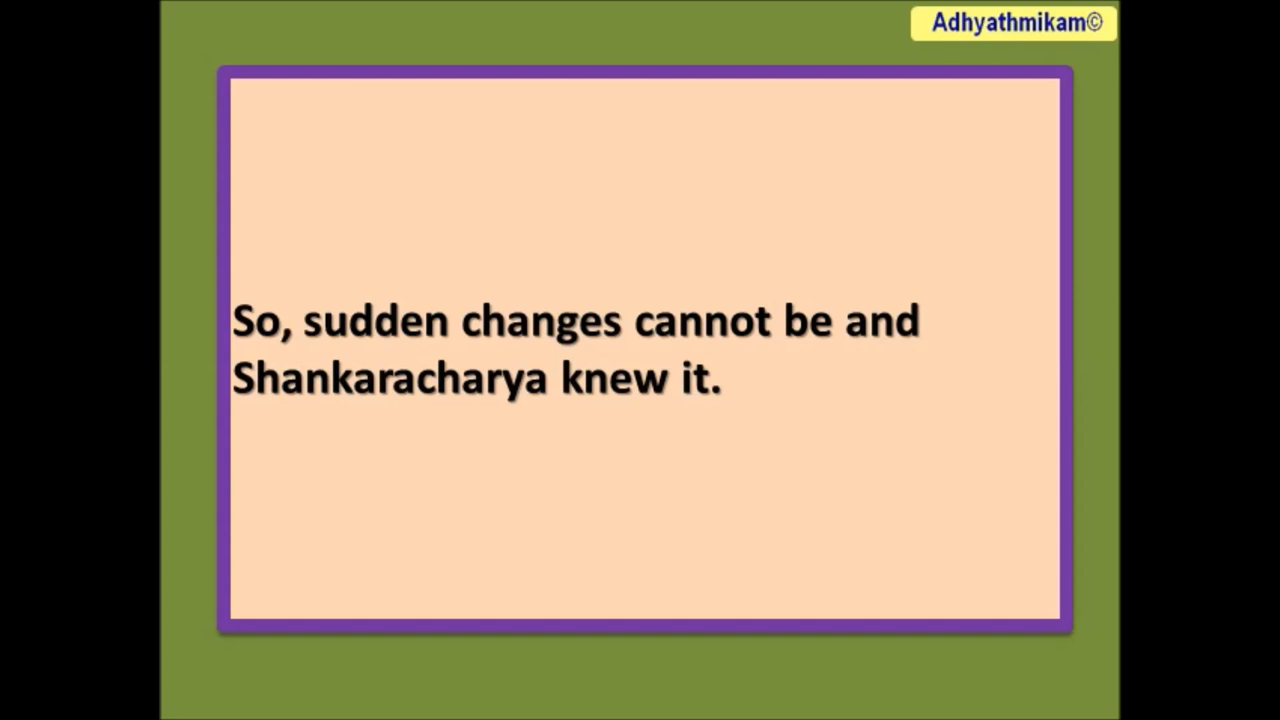 Adhyathmikam©
So, sudden changes cannot be and
Shankaracharya knew it.